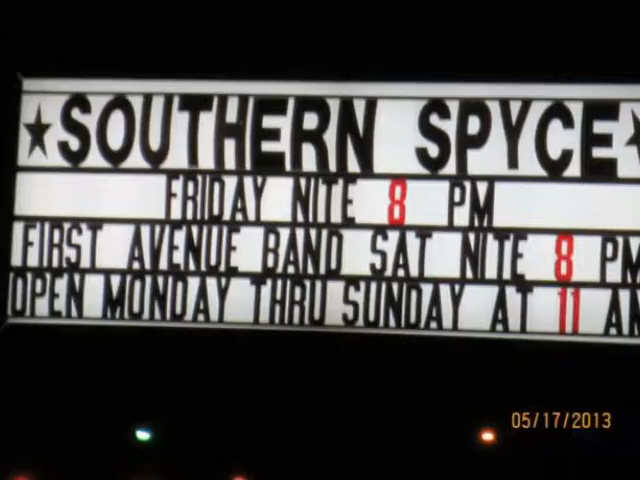 ★SOUTHERN SPYCE★
FRIDAY NITE 8 PM
FIRST AVENUE BAND SAT NITE 8 PM
OPEN MONDAY THRU SUNDAY AT 11 AM
05/17/2013